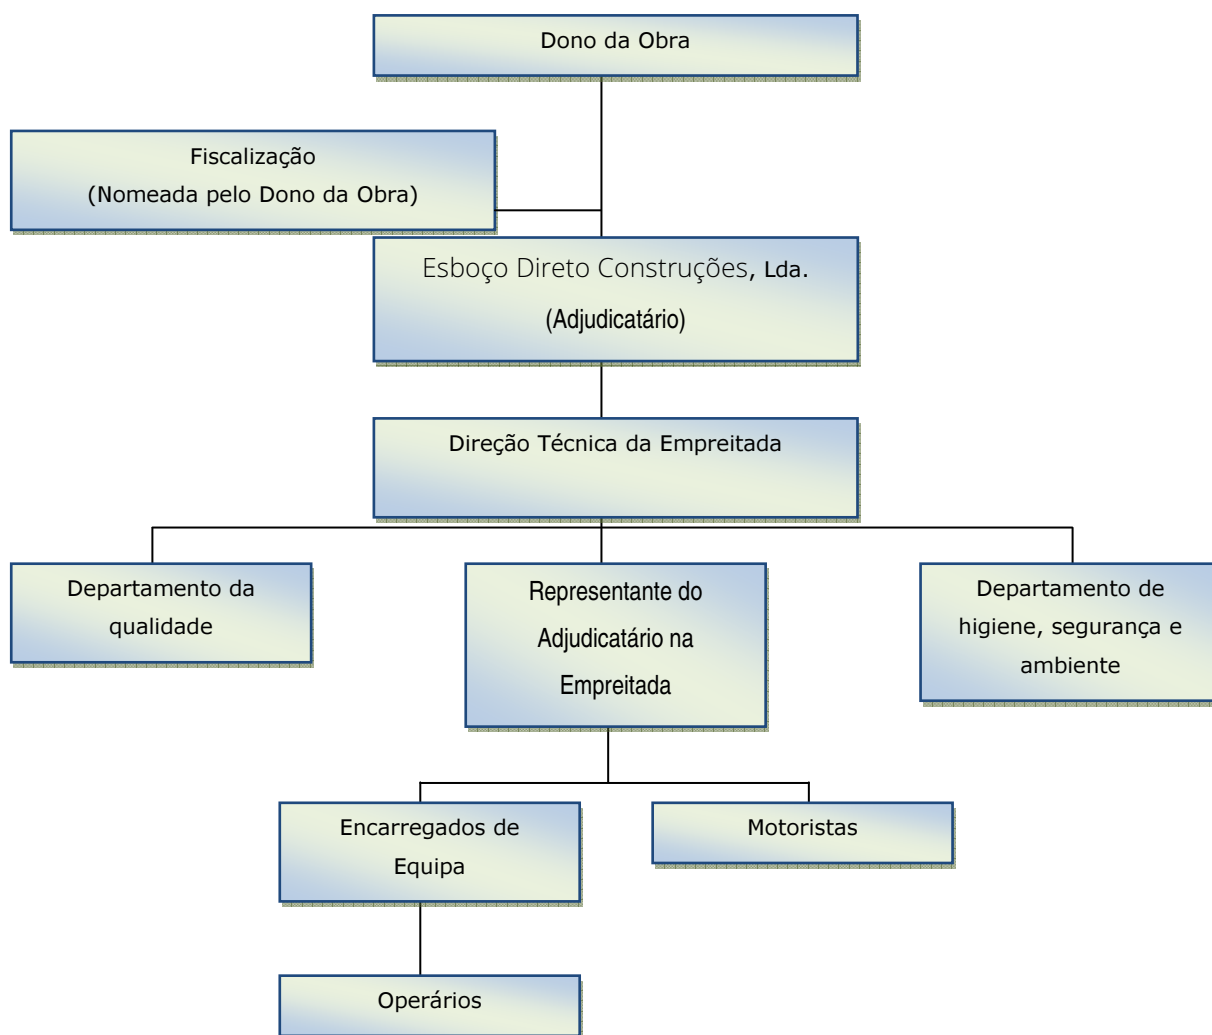 Dono da Obra
Fiscalização
(Nomeada pelo Dono da Obra)
Esboço Direto Construções, Lda.
(Adjudicatário)
Direção Técnica da Empreitada
Departamento da
qualidade
Representante do
Adjudicatário na
Empreitada
Departamento de
higiene, segurança e
ambiente
Encarregados de
Equipa
Motoristas
Operários